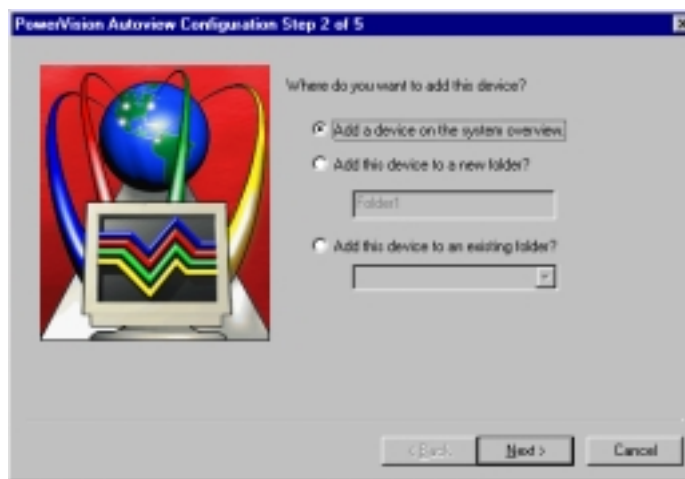 PowerVision Autoview Configuration Step 2 of 5
Where do you want to add this device?
Add a device on the system overview.
Add this device to a new folder?
Folder1
Add this device to an existing folder?
< Back
Next >
Cancel